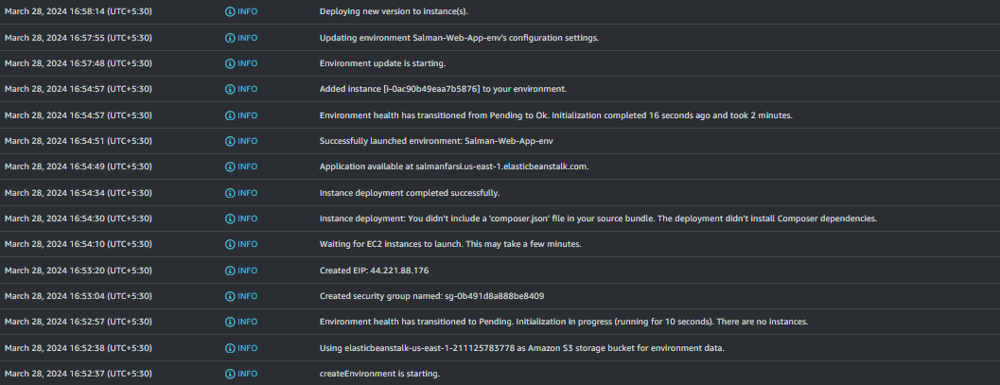 March 28, 2024 16:58:14 (UTC+5:30) INFO Deploying new version to instance(s).
March 28, 2024 16:57:55 (UTC+5:30) INFO Updating environment Salman-Web-App-env's configuration settings.
March 28, 2024 16:57:48 (UTC+5:30) INFO Environment update is starting.
March 28, 2024 16:54:57 (UTC+5:30) INFO Added instance [i-0ac90b49eaa7b5876] to your environment.
March 28, 2024 16:54:57 (UTC+5:30) INFO Environment health has transitioned from Pending to Ok. Initialization completed 16 seconds ago and took 2 minutes.
March 28, 2024 16:54:51 (UTC+5:30) INFO Successfully launched environment: Salman-Web-App-env
March 28, 2024 16:54:49 (UTC+5:30) INFO Application available at salmanfarsi.us-east-1.elasticbeanstalk.com.
March 28, 2024 16:54:34 (UTC+5:30) INFO Instance deployment completed successfully.
March 28, 2024 16:54:30 (UTC+5:30) INFO Instance deployment: You didn't include a 'composer.json' file in your source bundle. The deployment didn't install Composer dependencies.
March 28, 2024 16:54:10 (UTC+5:30) INFO Waiting for EC2 instances to launch. This may take a few minutes.
March 28, 2024 16:53:20 (UTC+5:30) INFO Created EIP: 44.221.88.176
March 28, 2024 16:53:04 (UTC+5:30) INFO Created security group named: sg-0b491d8a888be8409
March 28, 2024 16:52:57 (UTC+5:30) INFO Environment health has transitioned to Pending. Initialization in progress (running for 10 seconds). There are no instances.
March 28, 2024 16:52:38 (UTC+5:30) INFO Using elasticbeanstalk-us-east-1-211125783778 as Amazon S3 storage bucket for environment data.
March 28, 2024 16:52:37 (UTC+5:30) INFO createEnvironment is starting.